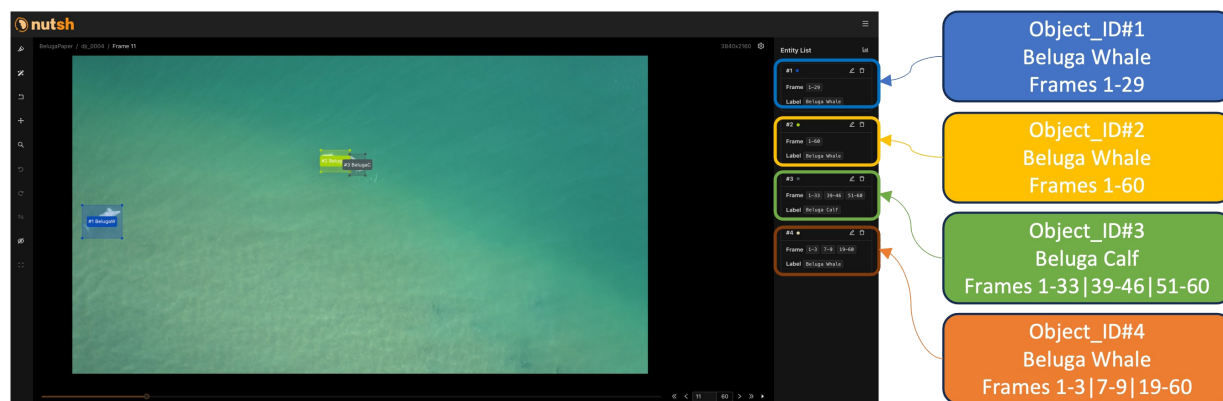 nutsh
BelugaPaper / dji_0004 / Frame 11
3840x2160
Entity List
#1
Frame 1-29
Label Beluga Whale
#2
Frame 1-60
Label Beluga Whale
#3
Frame 1-33 39-46 51-60
Label Beluga Calf
#4
Frame 1-3 7-9 19-60
Label Beluga Whale
#2 Belug
#3 BelugaC
#1 BelugaW
11 60
Object_ID#1
Beluga Whale
Frames 1-29
Object_ID#2
Beluga Whale
Frames 1-60
Object_ID#3
Beluga Calf
Frames 1-33|39-46|51-60
Object_ID#4
Beluga Whale
Frames 1-3|7-9|19-60